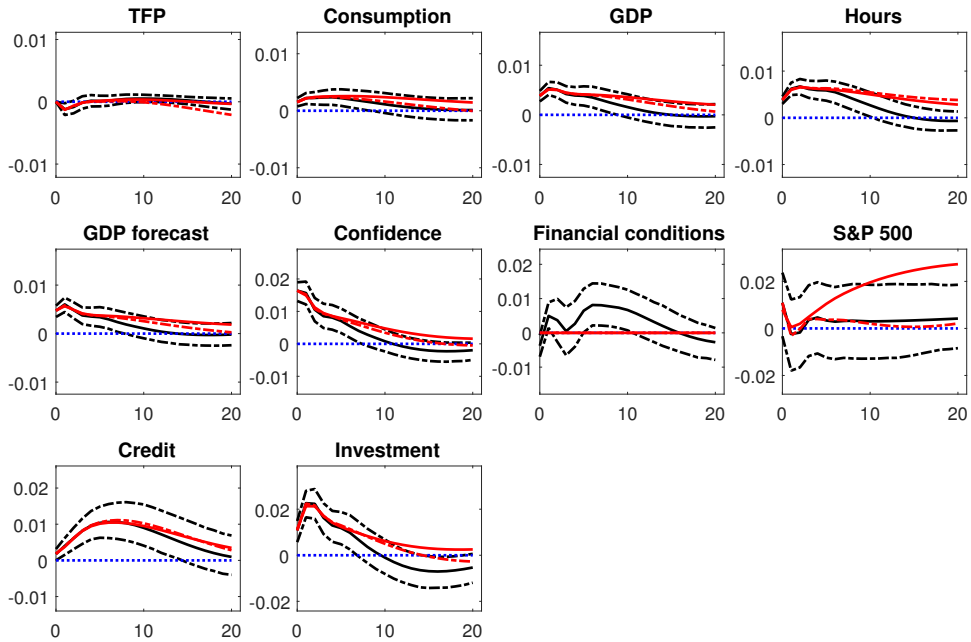 TFP Consumption GDP Hours
0.01 0.01 0.01 0.01
0 0 0 0
-0.01 -0.01 -0.01 -0.01
0 10 20 0 10 20 0 10 20 0 10 20
GDP forecast Confidence Financial conditions S&P 500
0.01 0.02 0.02 0.02
0 0.01 0.01 0
-0.01 0 0 -0.02
-0.01 -0.01
0 10 20 0 10 20 0 10 20 0 10 20
Credit Investment
0.02 0.02
0.01 0
0 -0.02
-0.01
0 10 20 0 10 20